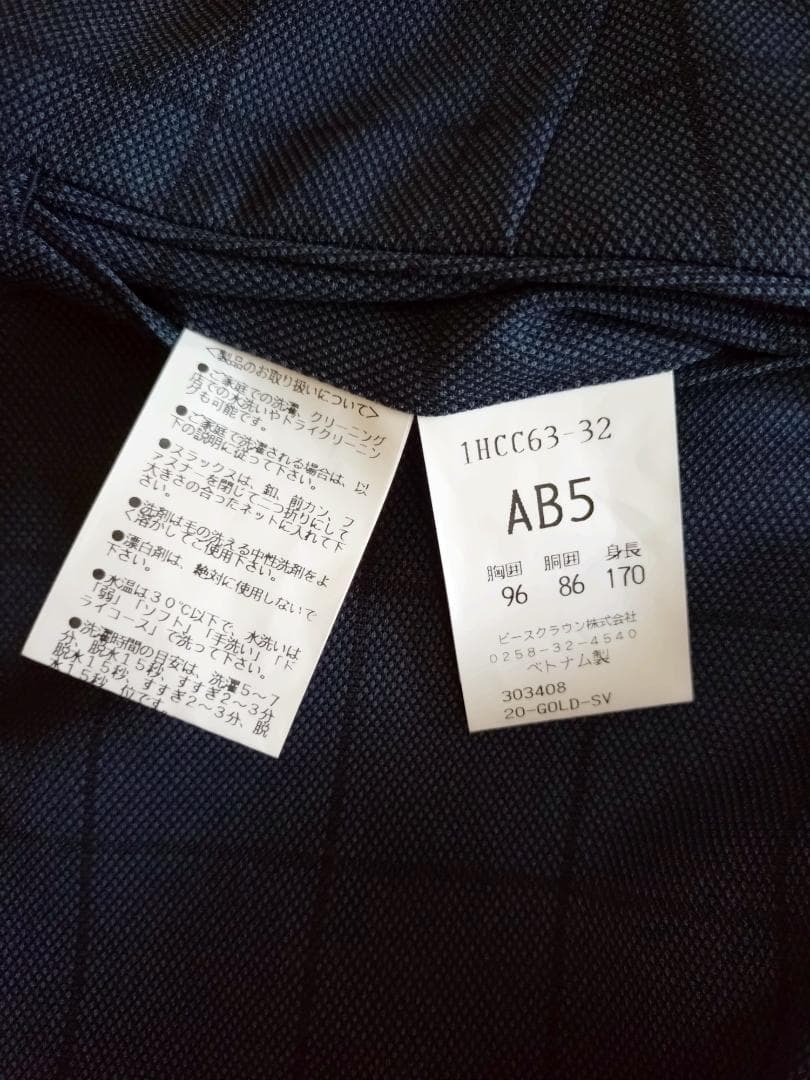 <製品のお取り扱いについて>
●ご家庭での洗濯、クリーニング
店での水洗いやドライクリーニン
グも可能です。
●ご家庭で洗濯される場合は、以
下の説明に従って下さい。
●スラックスは、釦、前カン、フ
ァスナーを閉じて二つ折りにして
大きさの合ったネットに入れて下
さい。
●洗剤は手の洗える中性洗剤をよ
く溶かしてご使用下さい。
●漂白剤は、絶対に使用しないで
下さい。
●水温は30℃以下で、水洗いは
「弱」「ソフト」「手洗い」「ド
ライコース」で洗って下さい。
●洗濯時間の目安は、洗濯5～7
分、脱水15秒、すすぎ2～3分
脱水15秒、すすぎ2～3分、脱
水15秒 位です。
1HCC63-32
AB5
胸囲 胴囲 身長
96 86 170
ピースクラウン株式会社
0258-32-4540
ベトナム製
303408
20-GOLD-SV